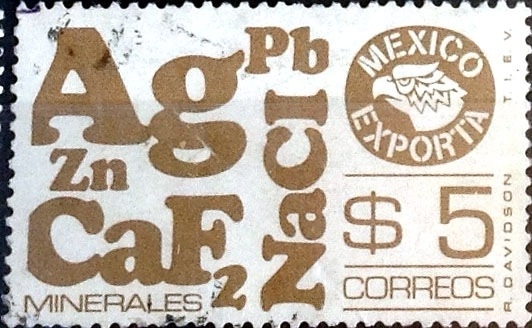 Ag
Pb
Zn
CaF2
NaCl
MINERALES
MEXICO
EXPORTA
$5
CORREOS
R. DAVIDSON T.I.E.V.